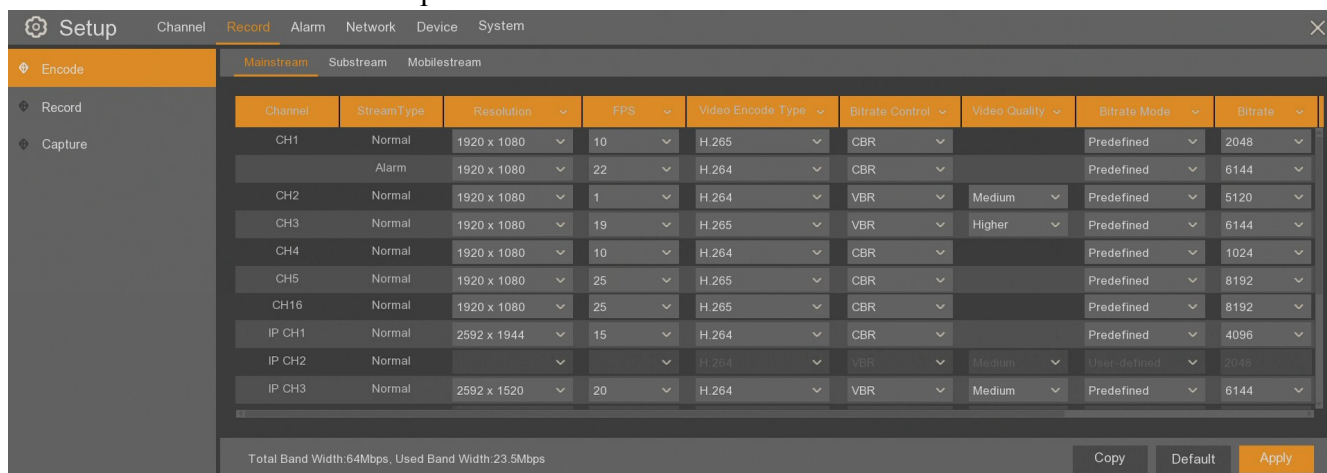 Setup Channel Record Alarm Network Device System
Encode
Record
Capture
Mainstream Substream Mobilestream
Channel StreamType Resolution FPS Video Encode Type Bitrate Control Video Quality Bitrate Mode Bitrate
CH1 Normal 1920 x 1080 10 H.265 CBR Predefined 2048
Alarm 1920 x 1080 22 H.264 CBR Predefined 6144
CH2 Normal 1920 x 1080 1 H.264 VBR Medium Predefined 5120
CH3 Normal 1920 x 1080 19 H.265 VBR Higher Predefined 6144
CH4 Normal 1920 x 1080 10 H.264 CBR Predefined 1024
CH5 Normal 1920 x 1080 25 H.265 CBR Predefined 8192
CH16 Normal 1920 x 1080 25 H.265 CBR Predefined 8192
IP CH1 Normal 2592 x 1944 15 H.264 CBR Predefined 4096
IP CH2 Normal H.264 VBR Medium User-defined 2048
IP CH3 Normal 2592 x 1520 20 H.264 VBR Medium Predefined 6144
Total Band Width:64Mbps, Used Band Width:23.5Mbps
Copy Default Apply